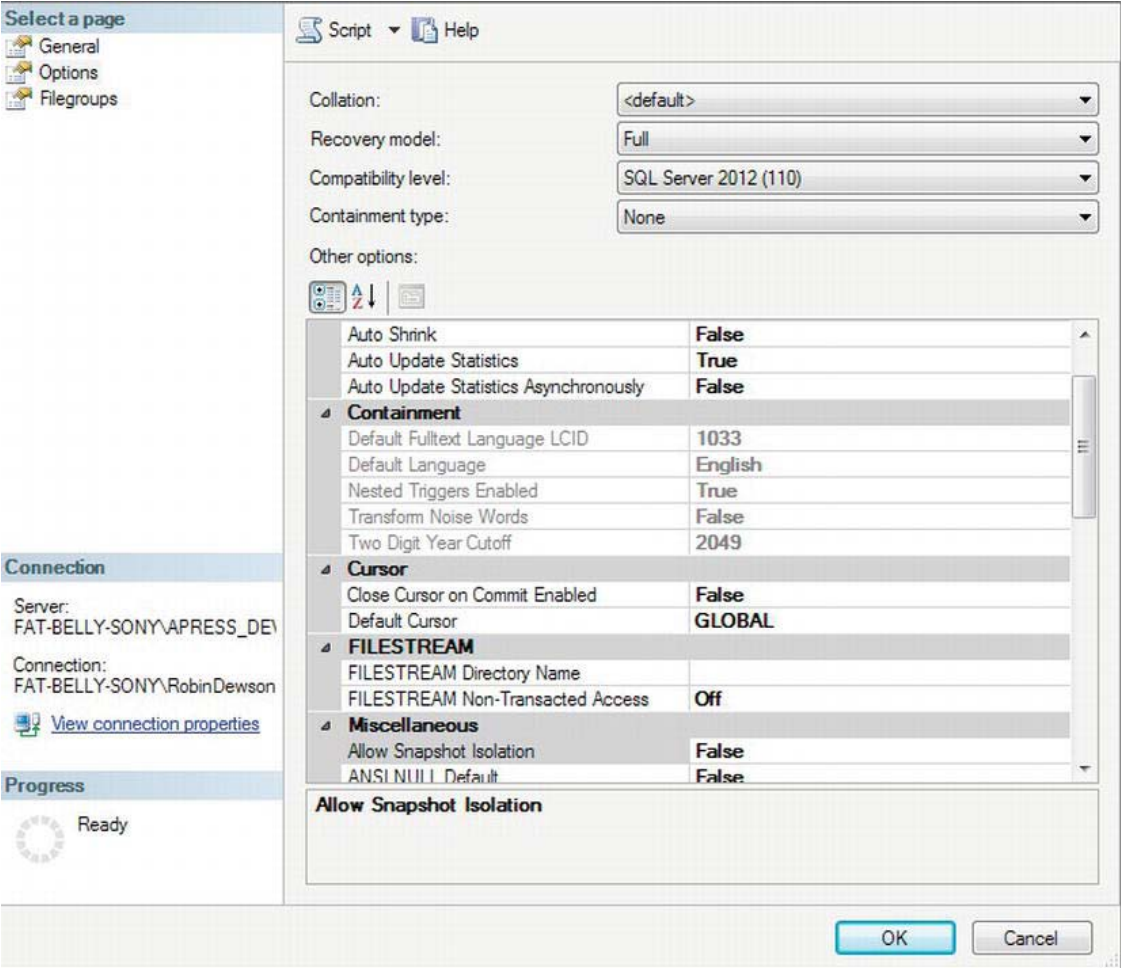 Select a page
General
Options
Filegroups
Script Help
Collation: <default>
Recovery model: Full
Compatibility level: SQL Server 2012 (110)
Containment type: None
Other options:
Auto Shrink False
Auto Update Statistics True
Auto Update Statistics Asynchronously False
Containment
Default Fulltext Language LCID 1033
Default Language English
Nested Triggers Enabled True
Transform Noise Words False
Two Digit Year Cutoff 2049
Cursor
Close Cursor on Commit Enabled False
Default Cursor GLOBAL
FILESTREAM
FILESTREAM Directory Name
FILESTREAM Non-Transacted Access Off
Miscellaneous
Allow Snapshot Isolation False
ANSI NULL Default False
Allow Snapshot Isolation
Connection
Server:
FAT-BELLY-SONY\APRESS_DEV
Connection:
FAT-BELLY-SONY\RobinDewson
View connection properties
Progress
Ready
OK Cancel